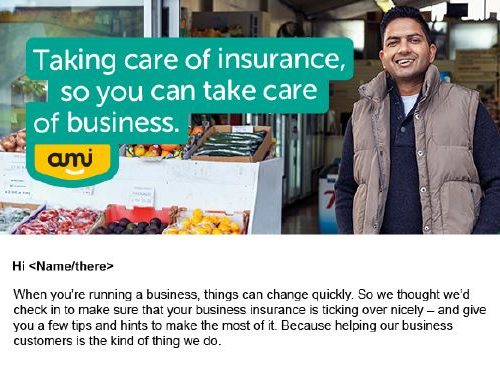 Taking care of insurance,
so you can take care
of business.
ami
Hi <Name/there>
When you're running a business, things can change quickly. So we thought we'd
check in to make sure that your business insurance is ticking over nicely – and give
you a few tips and hints to make the most of it. Because helping our business
customers is the kind of thing we do.